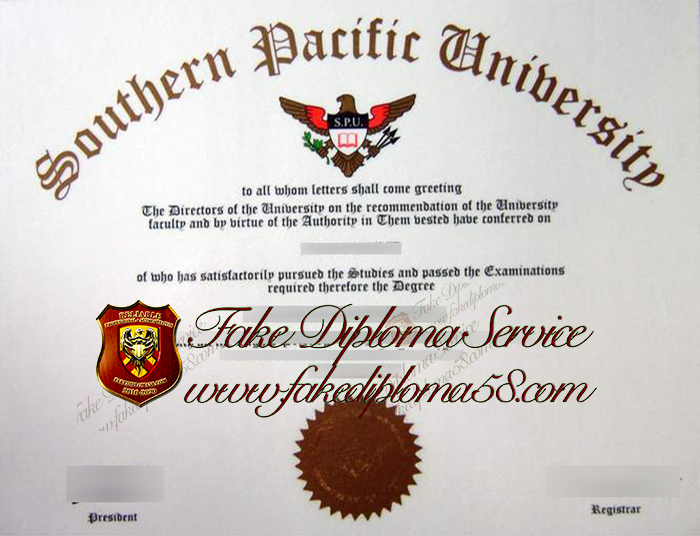 Southern Pacific University
S.P.U.
to all whom letters shall come greeting
The Directors of the University on the recommendation of the University
faculty and by virtue of the Authority in Them vested have conferred on
of who has satisfactorily pursued the Studies and passed the Examinations
required therefore the Degree
RELIABLE
Fake Diploma Service
www.fakediploma58.com
2010-2020
President
Registrar